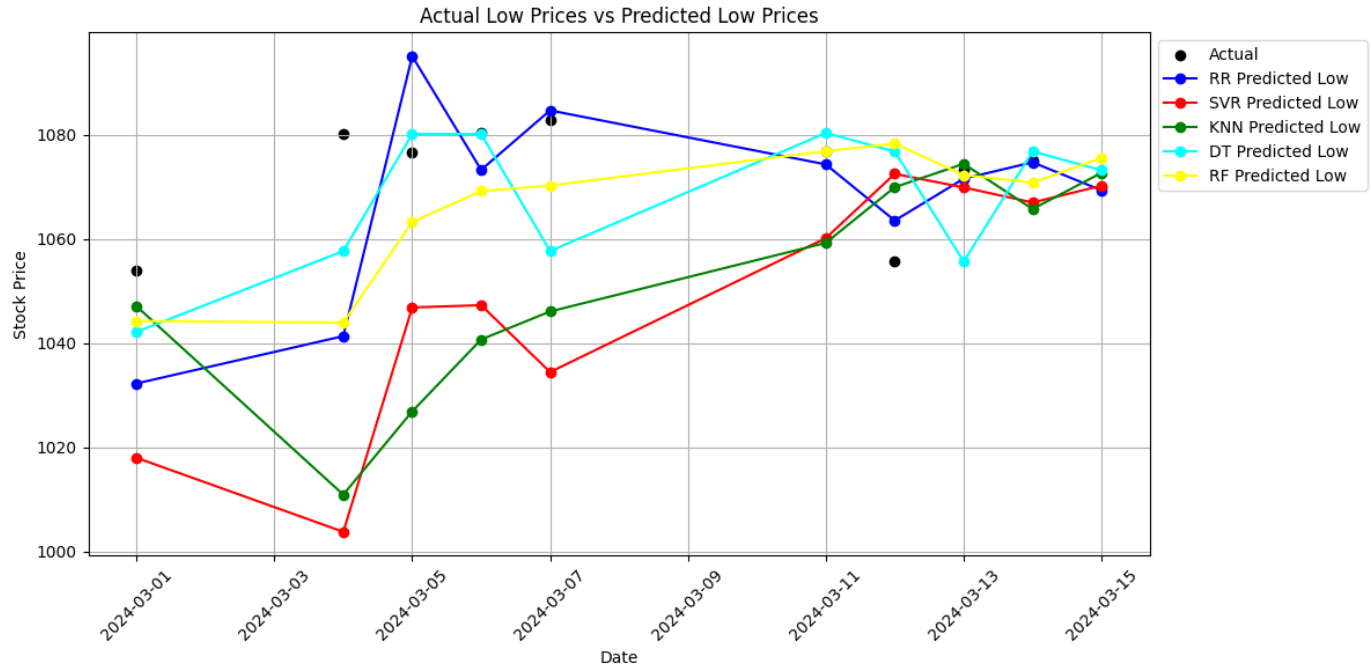 Actual Low Prices vs Predicted Low Prices
Stock Price
1080
1060
1040
1020
1000
2024-03-01
2024-03-03
2024-03-05
2024-03-07
2024-03-09
2024-03-11
2024-03-13
2024-03-15
Date
Actual
RR Predicted Low
SVR Predicted Low
KNN Predicted Low
DT Predicted Low
RF Predicted Low